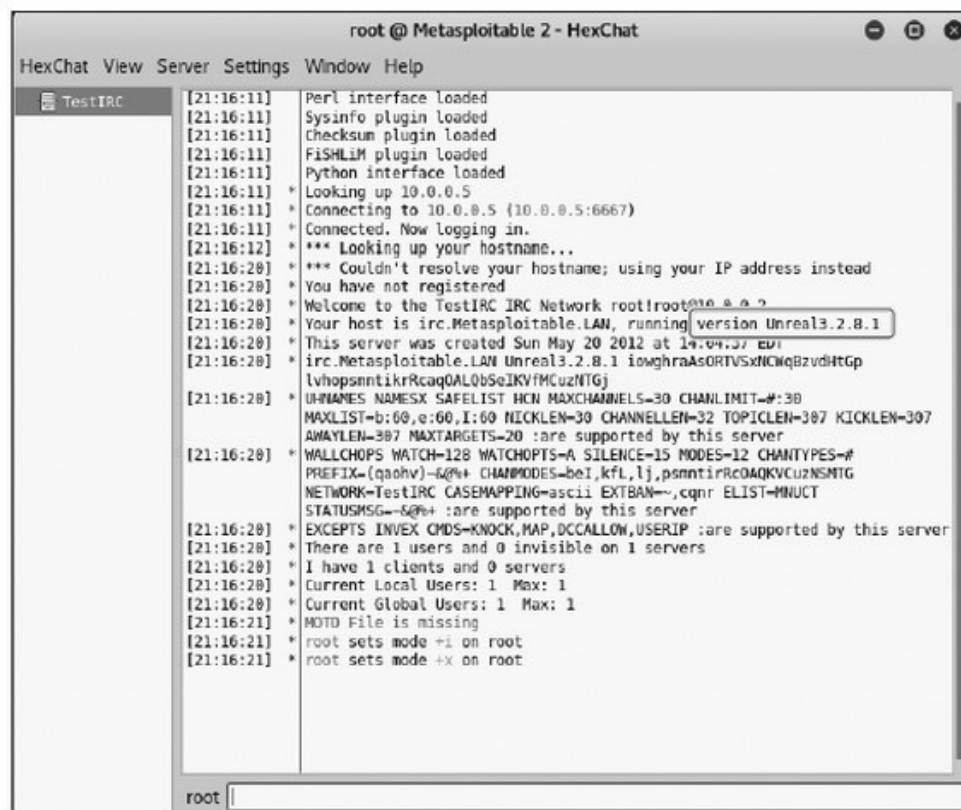 root @ Metasploitable 2 - HexChat
HexChat View Server Settings Window Help
TestIRC
[21:16:11] Perl interface loaded
[21:16:11] Sysinfo plugin loaded
[21:16:11] Checksum plugin loaded
[21:16:11] FiSHLiM plugin loaded
[21:16:11] Python interface loaded
[21:16:11] * Looking up 10.0.0.5
[21:16:11] * Connecting to 10.0.0.5 (10.0.0.5:6667)
[21:16:11] * Connected. Now logging in.
[21:16:12] * *** Looking up your hostname...
[21:16:20] * *** Couldn't resolve your hostname; using your IP address instead
[21:16:20] * You have not registered
[21:16:20] * Welcome to the TestIRC IRC Network root!root@10.0.0.2
[21:16:20] * Your host is irc.Metasploitable.LAN, running version Unreal3.2.8.1
[21:16:20] * This server was created Sun May 20 2012 at 14:04:37 EDT
[21:16:20] * irc.Metasploitable.LAN Unreal3.2.8.1 iowghraAsORTVSxNCWqBzvdHtGp
lvhopsmntikrRcaqOALQbSeIKVfMCuzNTGj
[21:16:20] * UHNAMES NAMESX SAFELIST HCN MAXCHANNELS=30 CHANLIMIT=#:30
MAXLIST=b:60,e:60,I:60 NICKLEN=30 CHANNELLEN=32 TOPICLEN=307 KICKLEN=307
AWAYLEN=307 MAXTARGETS=20 :are supported by this server
[21:16:20] * WALLCHOPS WATCH=128 WATCHOPTS=A SILENCE=15 MODES=12 CHANTYPES=#
PREFIX=(qaohv)~&@%+ CHANMODES=beI,kfL,lj,psmntirRcOAQKVCuzNSMTG
NETWORK=TestIRC CASEMAPPING=ascii EXTBAN=~,cqnr ELIST=MNUCT
STATUSMSG=~&@%+ :are supported by this server
[21:16:20] * EXCEPTS INVEX CMDS=KNOCK,MAP,DCCALLOW,USERIP :are supported by this server
[21:16:20] * There are 1 users and 0 invisible on 1 servers
[21:16:20] * I have 1 clients and 0 servers
[21:16:20] * Current Local Users: 1 Max: 1
[21:16:20] * Current Global Users: 1 Max: 1
[21:16:21] * MOTD File is missing
[21:16:21] * root sets mode +i on root
[21:16:21] * root sets mode +x on root
root